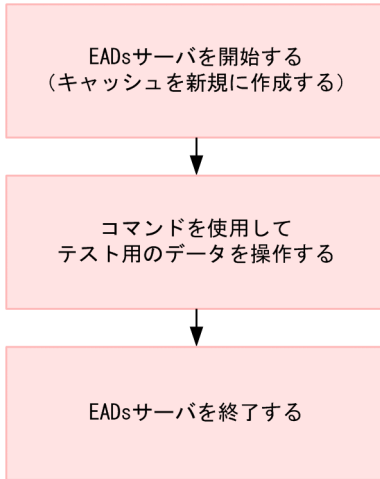 EADsサーバを開始する
（キャッシュを新規に作成する）
コマンドを使用して
テスト用のデータを操作する
EADsサーバを終了する